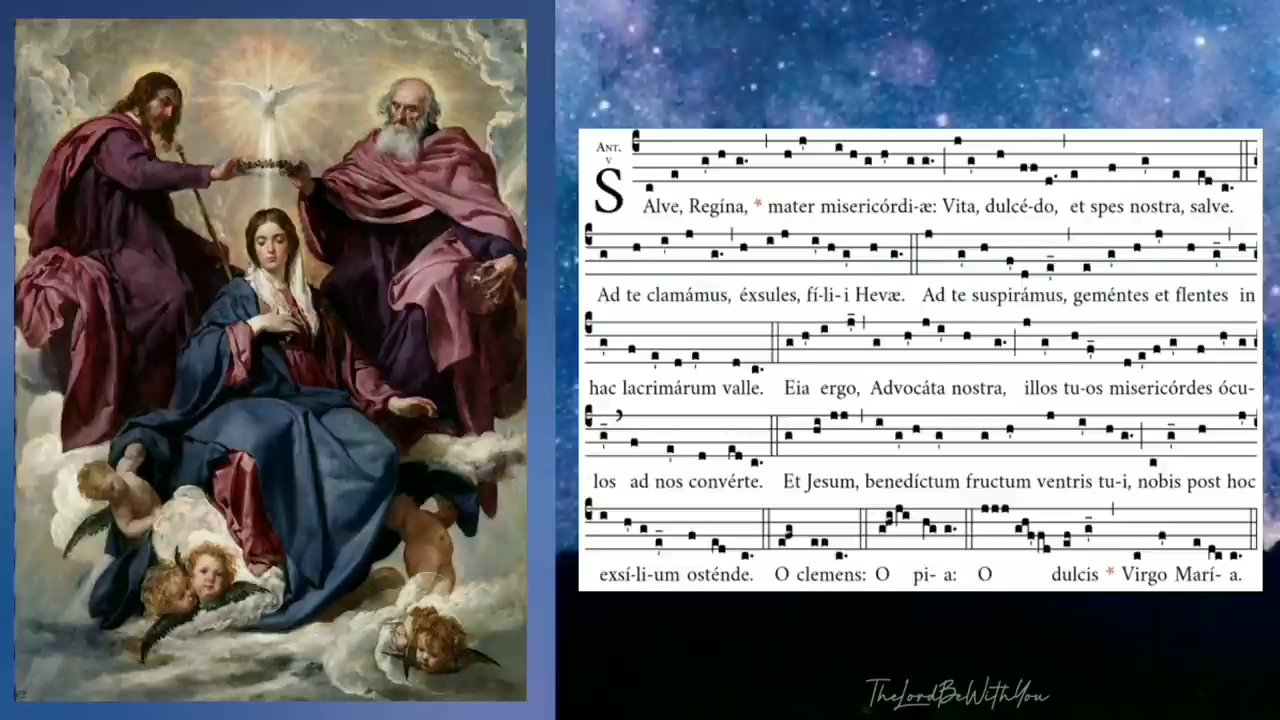 ANT.
V
SAlve, Regína, * mater misericórdi-æ: Vita, dulcé-do, et spes nostra, salve.
Ad te clamámus, éxsules, fí-li-i Hevæ. Ad te suspirámus, geméntes et flentes in
hac lacrimárum valle. Eia ergo, Advocáta nostra, illos tu-os misericórdes ócu-
los ad nos convérte. Et Jesum, benedíctum fructum ventris tu-i, nobis post hoc
exsí-li-um osténde. O clemens: O pi- a: O dulcis * Virgo Marí- a.
TheLordBeWithYou